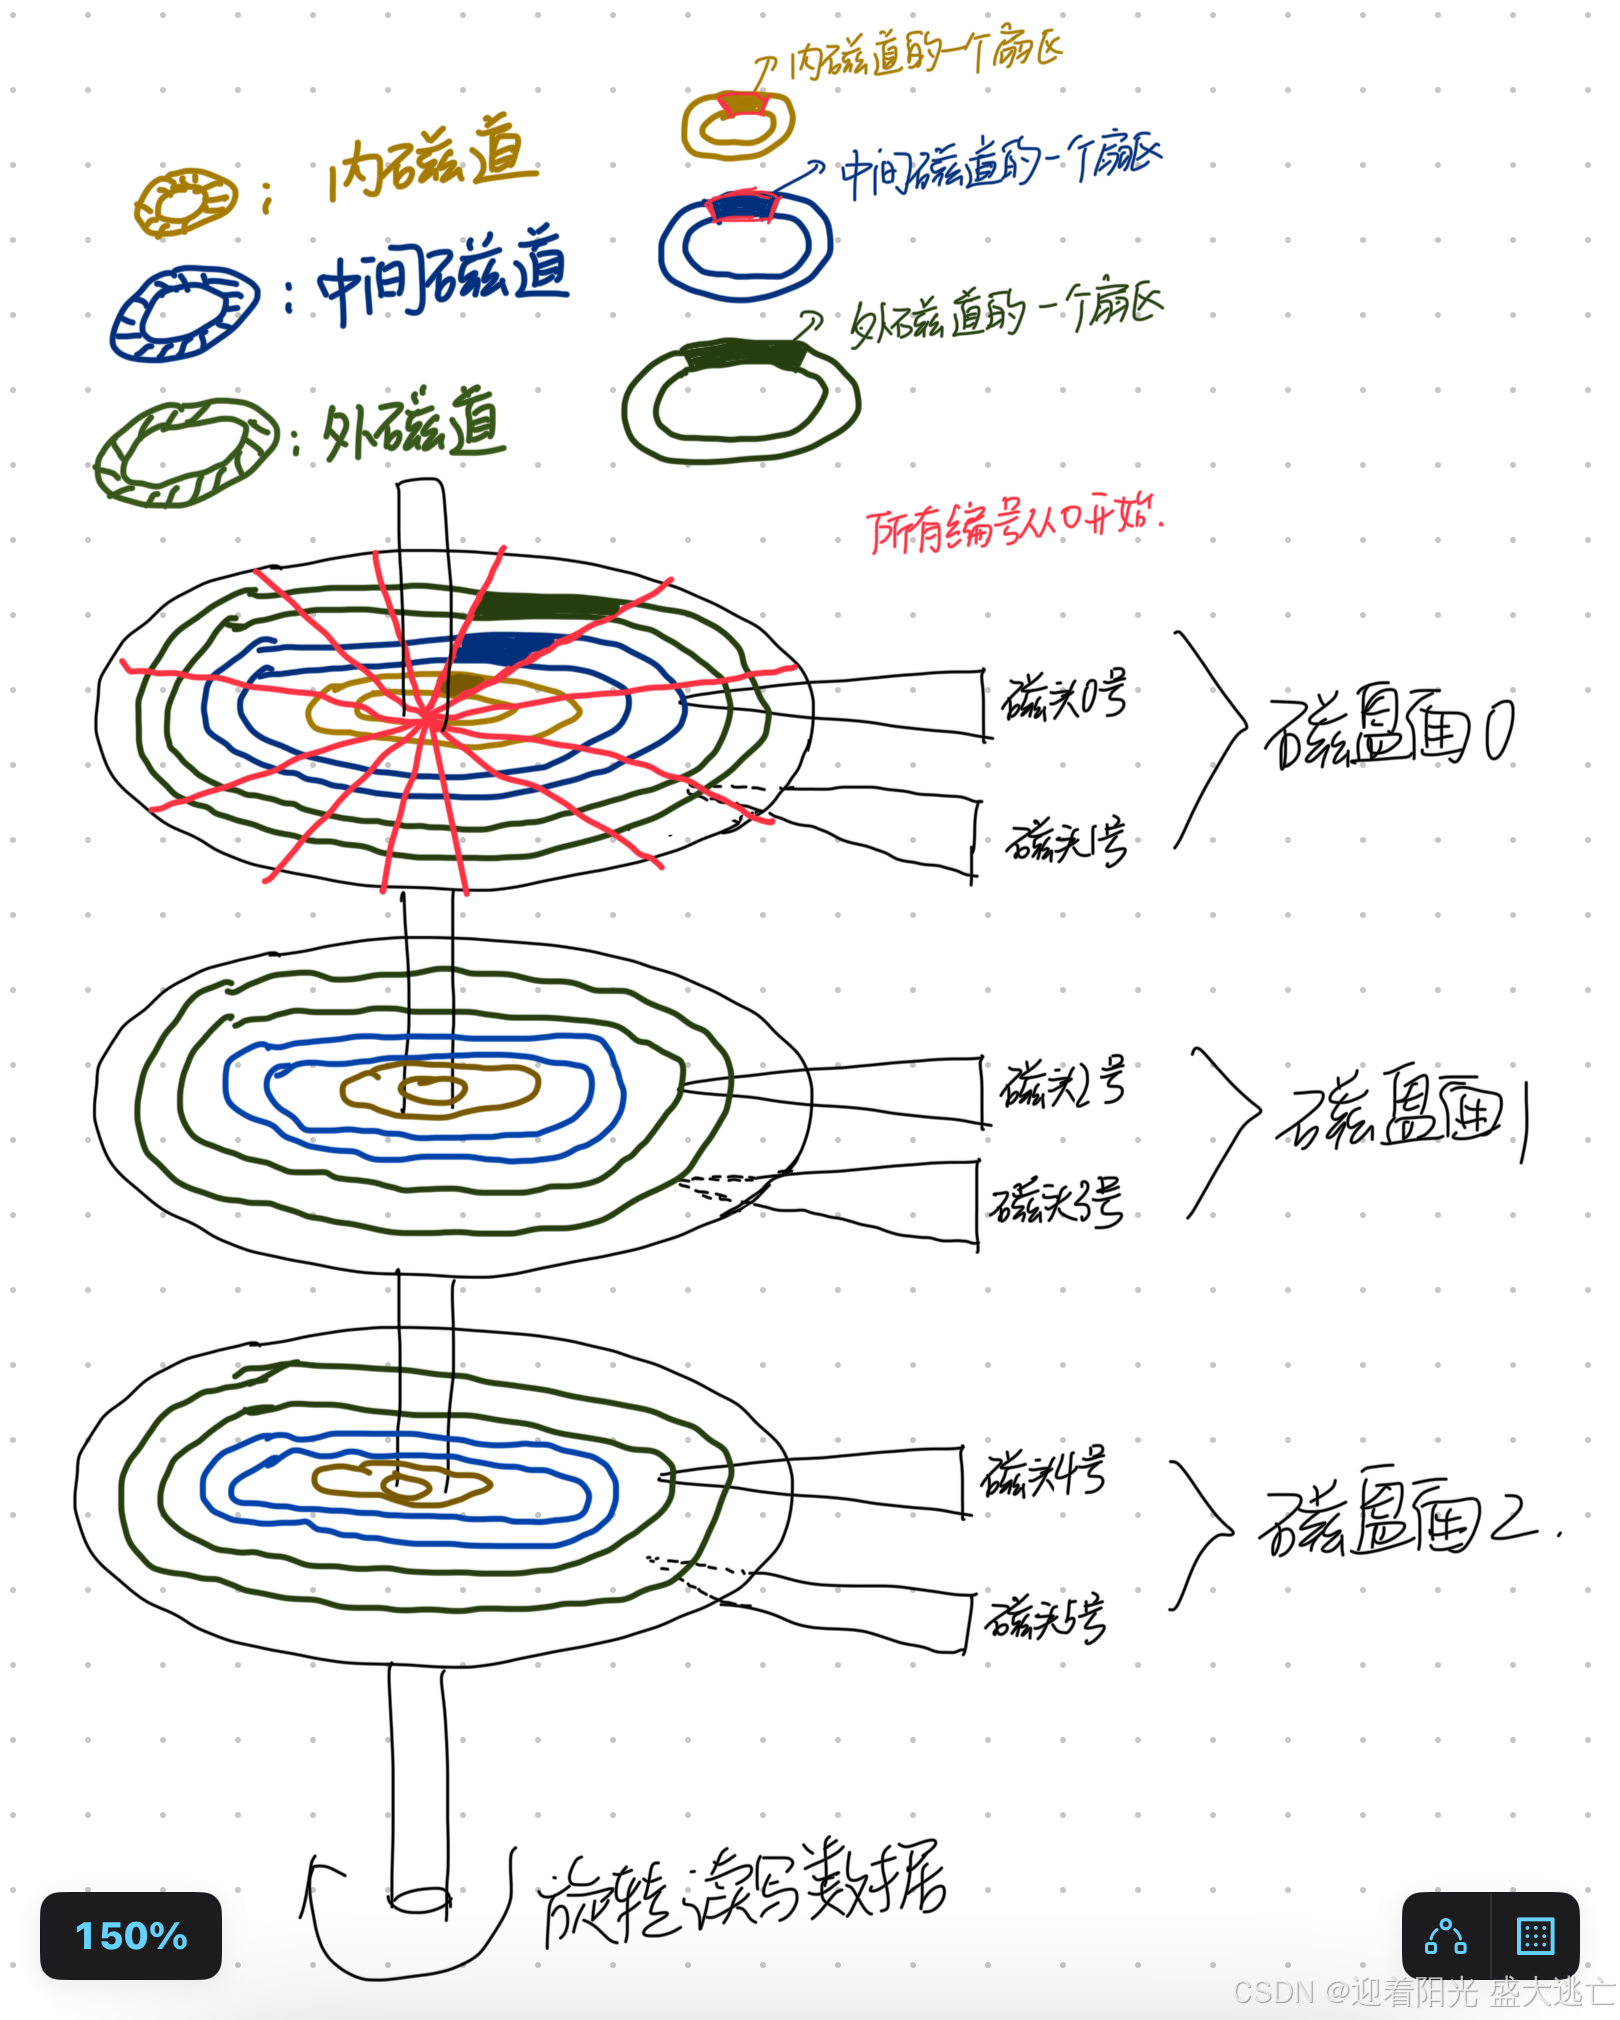 内磁道的一个扇区
内磁道
中间磁道的一个扇区
中间磁道
外磁道的一个扇区
外磁道
所有编号从0开始.
磁头0号
磁盘面0
磁头1号
磁头2号
磁盘面1
磁头3号
磁头4号
磁盘面2.
磁头5号
旋转读写数据
150%
CSDN @迎着阳光 盛大逃亡